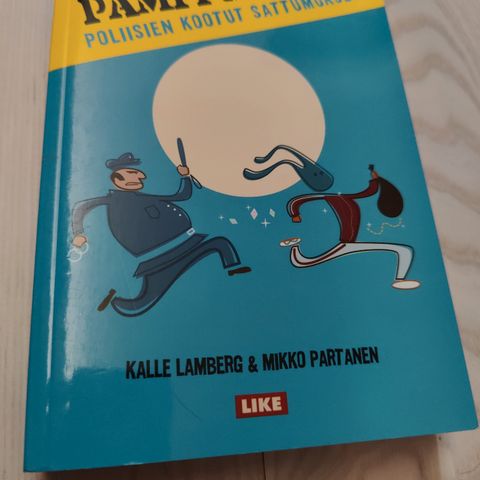 POLIISIEN KOOTUT
KALLE LAMBERG & MIKKO PARTANEN
LIKE